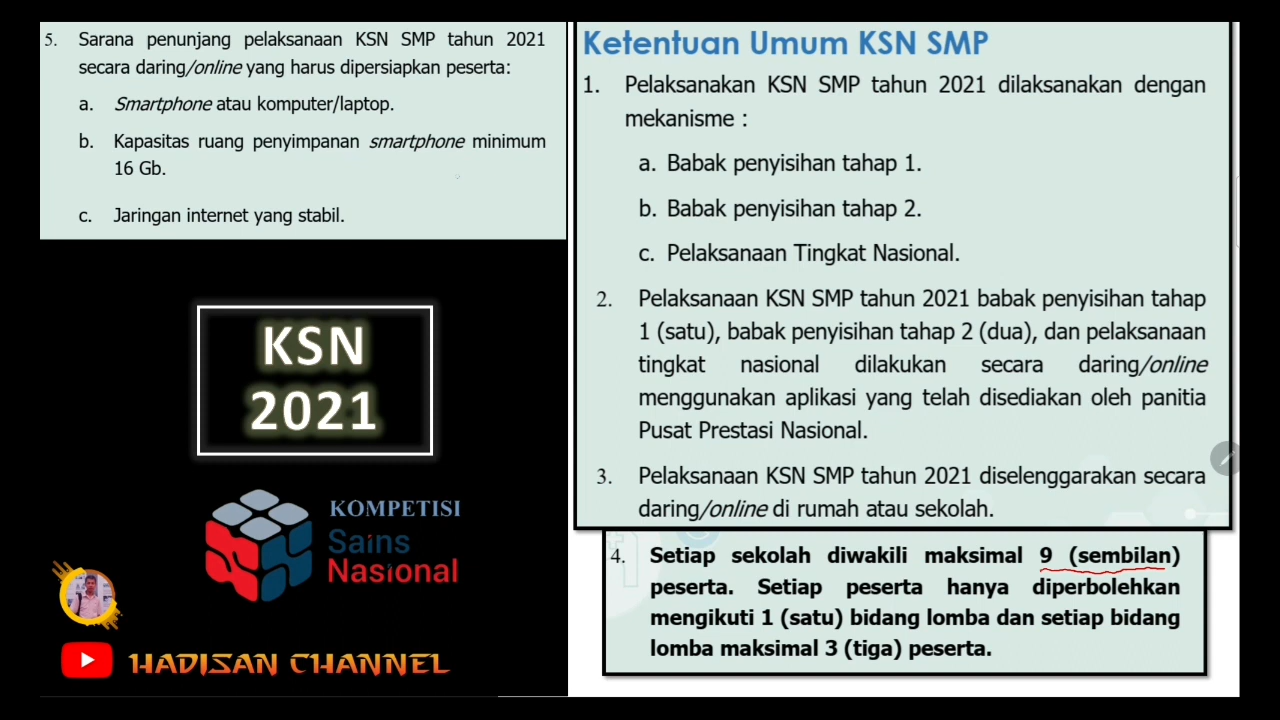 5. Sarana penunjang pelaksanaan KSN SMP tahun 2021
secara daring/online yang harus dipersiapkan peserta:
a. Smartphone atau komputer/laptop.
b. Kapasitas ruang penyimpanan smartphone minimum
16 Gb.
c. Jaringan internet yang stabil.
KSN
2021
KOMPETISI
Sains
Nasional
HADISAN CHANNEL
Ketentuan Umum KSN SMP
1. Pelaksanakan KSN SMP tahun 2021 dilaksanakan dengan
mekanisme :
a. Babak penyisihan tahap 1.
b. Babak penyisihan tahap 2.
c. Pelaksanaan Tingkat Nasional.
2. Pelaksanaan KSN SMP tahun 2021 babak penyisihan tahap
1 (satu), babak penyisihan tahap 2 (dua), dan pelaksanaan
tingkat nasional dilakukan secara daring/online
menggunakan aplikasi yang telah disediakan oleh panitia
Pusat Prestasi Nasional.
3. Pelaksanaan KSN SMP tahun 2021 diselenggarakan secara
daring/online di rumah atau sekolah.
4. Setiap sekolah diwakili maksimal 9 (sembilan)
peserta. Setiap peserta hanya diperbolehkan
mengikuti 1 (satu) bidang lomba dan setiap bidang
lomba maksimal 3 (tiga) peserta.